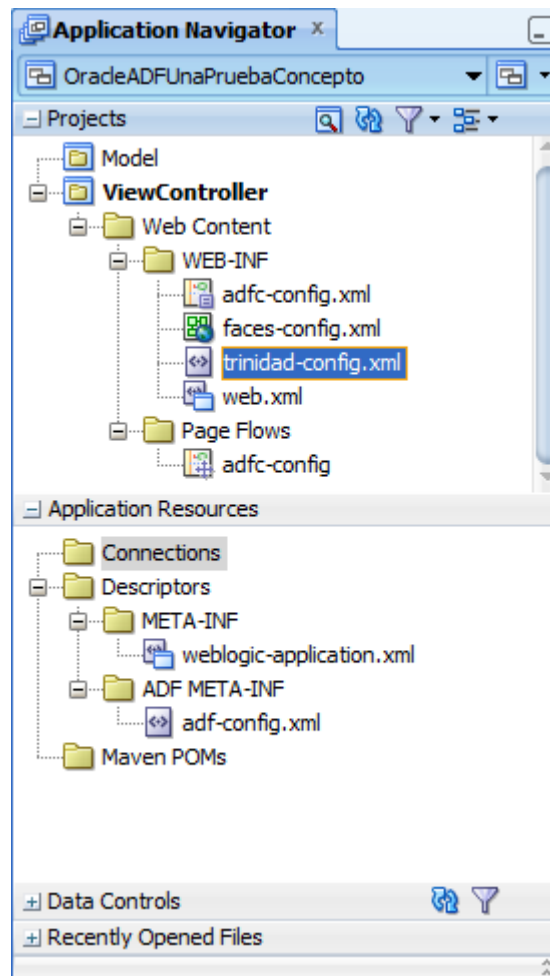 Application Navigator
OracleADFUnaPruebaConcepto
Projects
Model
ViewController
Web Content
WEB-INF
adfc-config.xml
faces-config.xml
trinidad-config.xml
web.xml
Page Flows
adfc-config
Application Resources
Connections
Descriptors
META-INF
weblogic-application.xml
ADF META-INF
adf-config.xml
Maven POMs
Data Controls
Recently Opened Files